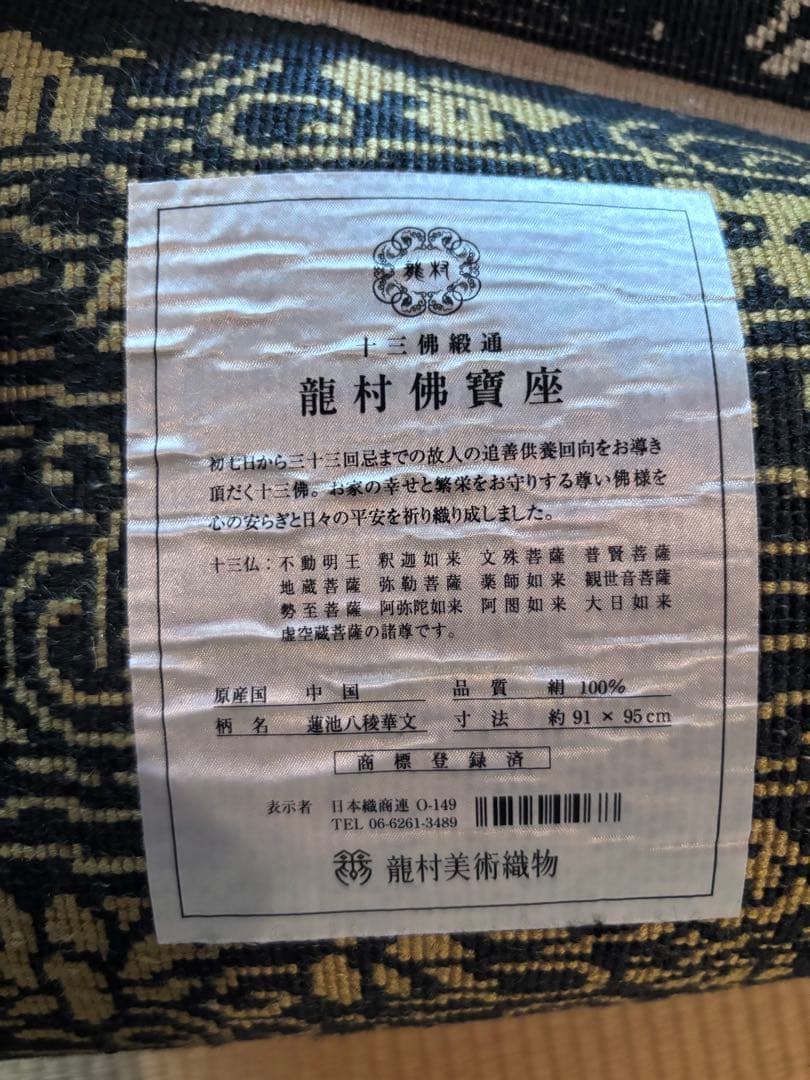 龍村
十三佛緞通
龍村佛寶座
初七日から三十三回忌までの故人の追善供養回向をお導き
頂だく十三佛。お家の幸せと繁栄をお守りする尊い佛様を
心の安らぎと日々の平安を祈り織り成しました。
十三仏：不動明王 釈迦如来 文殊菩薩 普賢菩薩
地蔵菩薩 弥勒菩薩 薬師如来 観世音菩薩
勢至菩薩 阿弥陀如来 阿閦如来 大日如来
虚空蔵菩薩の諸尊です。
原産国 中国 品質 絹 100%
柄名 蓮池八稜華文 寸法 約 91 × 95 cm
商標登録済
表示者 日本織商連 O-149
TEL 06-6261-3489
龍村美術織物